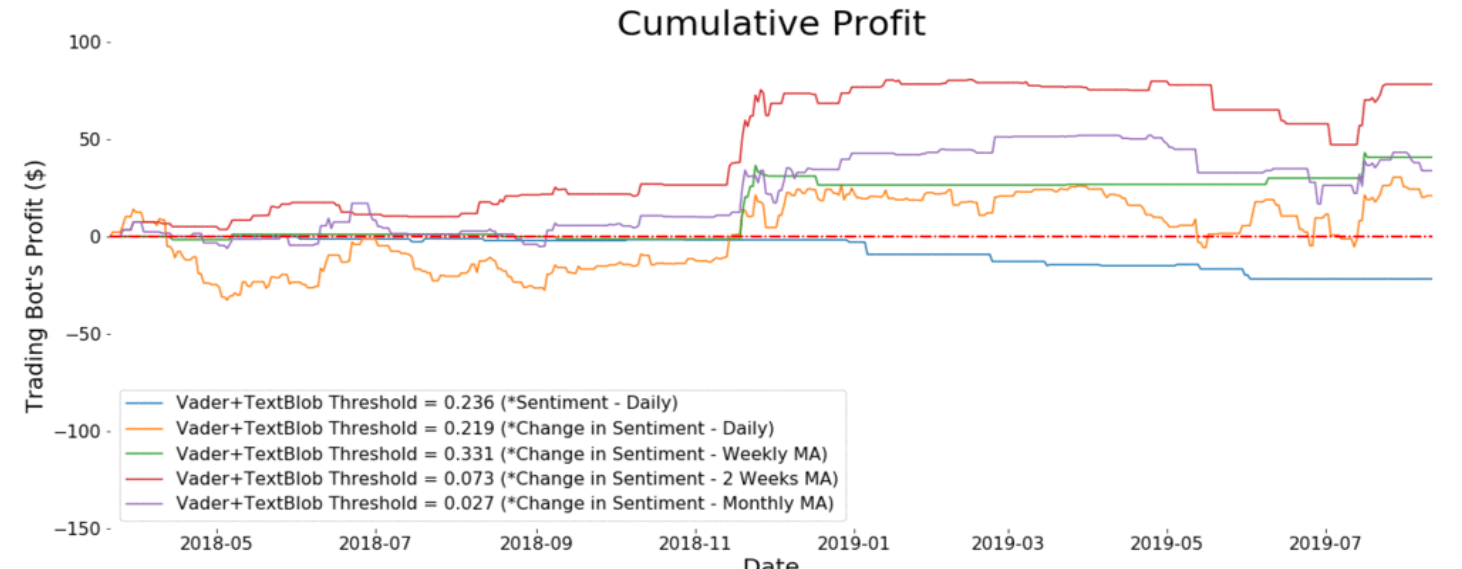 Cumulative Profit
Trading Bot's Profit ($)
100
50
0
−50
−100
−150
Vader+TextBlob Threshold = 0.236 (*Sentiment - Daily)
Vader+TextBlob Threshold = 0.219 (*Change in Sentiment - Daily)
Vader+TextBlob Threshold = 0.331 (*Change in Sentiment - Weekly MA)
Vader+TextBlob Threshold = 0.073 (*Change in Sentiment - 2 Weeks MA)
Vader+TextBlob Threshold = 0.027 (*Change in Sentiment - Monthly MA)
2018-05 2018-07 2018-09 2018-11 2019-01 2019-03 2019-05 2019-07
Date